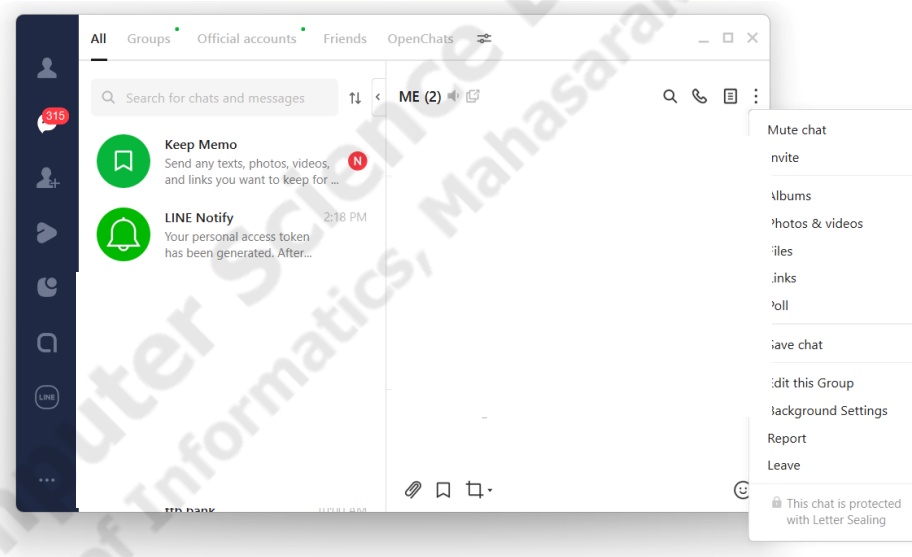 All Groups Official accounts Friends OpenChats
315
Search for chats and messages
ME (2)
Keep Memo
Send any texts, photos, videos,
and links you want to keep for ...
N
LINE Notify 2:18 PM
Your personal access token
has been generated. After...
LINE
Mute chat
nvite
Albums
Photos & videos
Files
Links
Poll
Save chat
Edit this Group
Background Settings
Report
Leave
This chat is protected
with Letter Sealing
puter Science
of Informatics, Mahasara